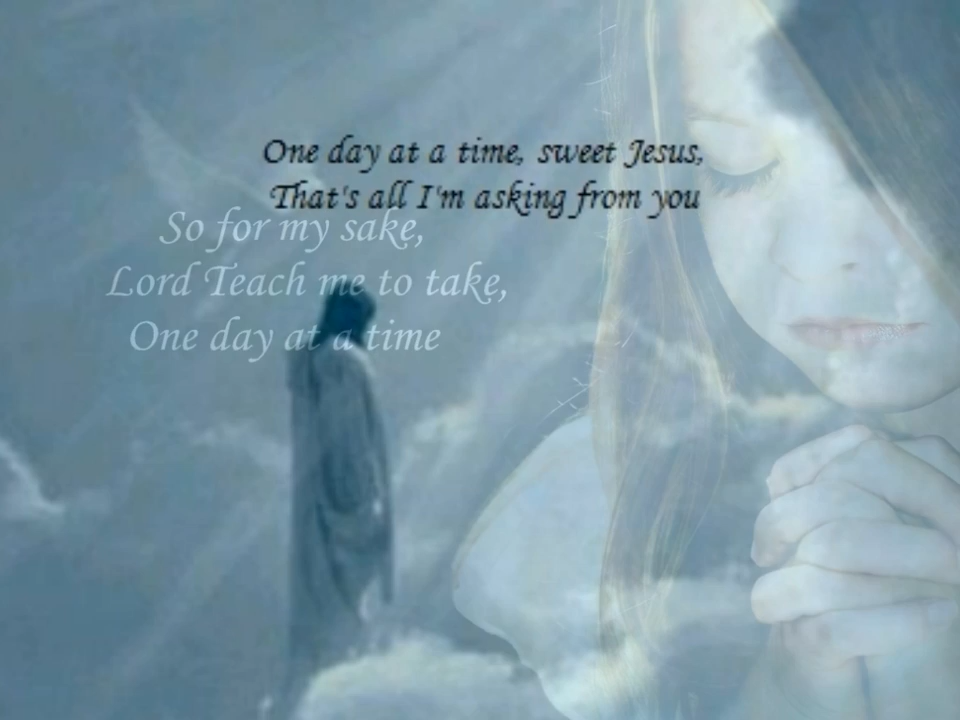 One day at a time, sweet Jesus,
That's all I'm asking from you
So for my sake,
Lord Teach me to take,
One day at a time